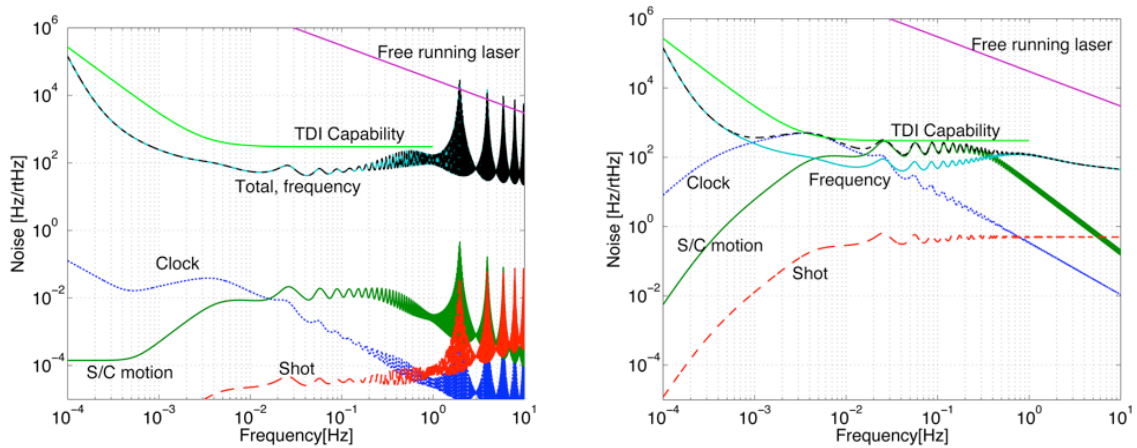 10^6
10^4
10^2
10^0
10^-2
10^-4
Noise [Hz/rtHz]
Free running laser
TDI Capability
Total, frequency
Clock
S/C motion
Shot
10^-4 10^-3 10^-2 10^-1 10^0 10^1
Frequency[Hz]
10^6
10^4
10^2
10^0
10^-2
10^-4
Noise [Hz/rtHz]
Free running laser
TDI Capability
Clock
Frequency
S/C motion
Shot
10^-4 10^-3 10^-2 10^-1 10^0 10^1
Frequency[Hz]